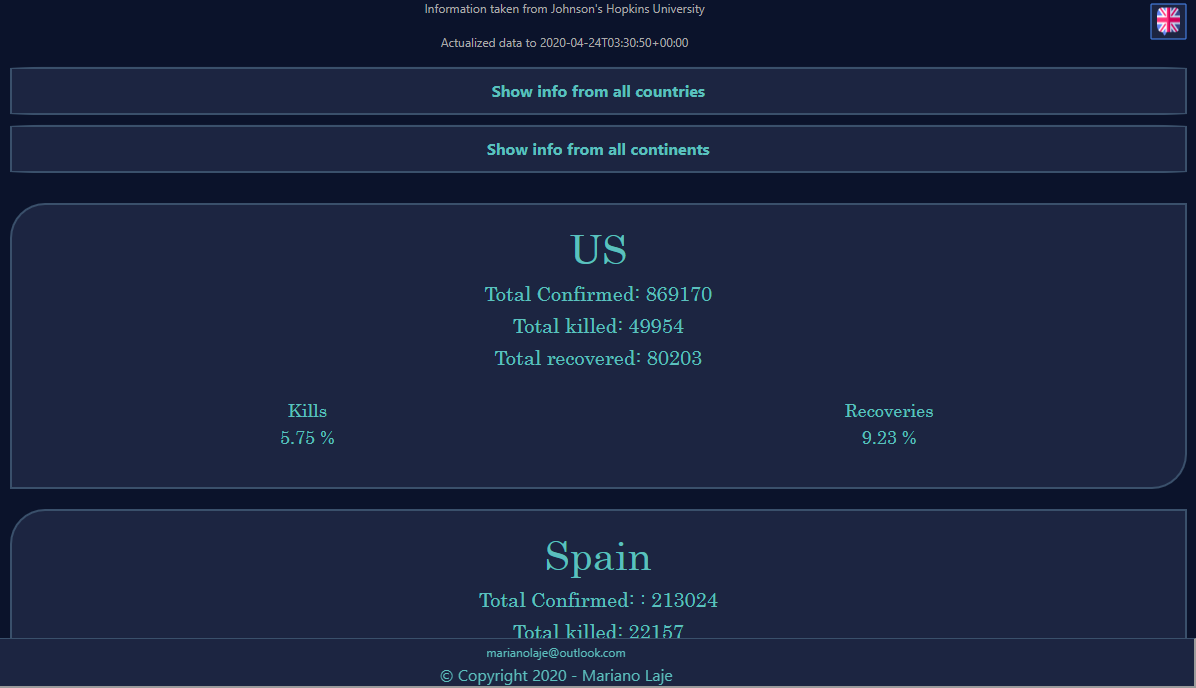 Information taken from Johnson's Hopkins University
Actualized data to 2020-04-24T03:30:50+00:00
Show info from all countries
Show info from all continents
US
Total Confirmed: 869170
Total killed: 49954
Total recovered: 80203
Kills
5.75 %
Recoveries
9.23 %
Spain
Total Confirmed: : 213024
Total killed: 22157
marianolaje@outlook.com
© Copyright 2020 - Mariano Laje